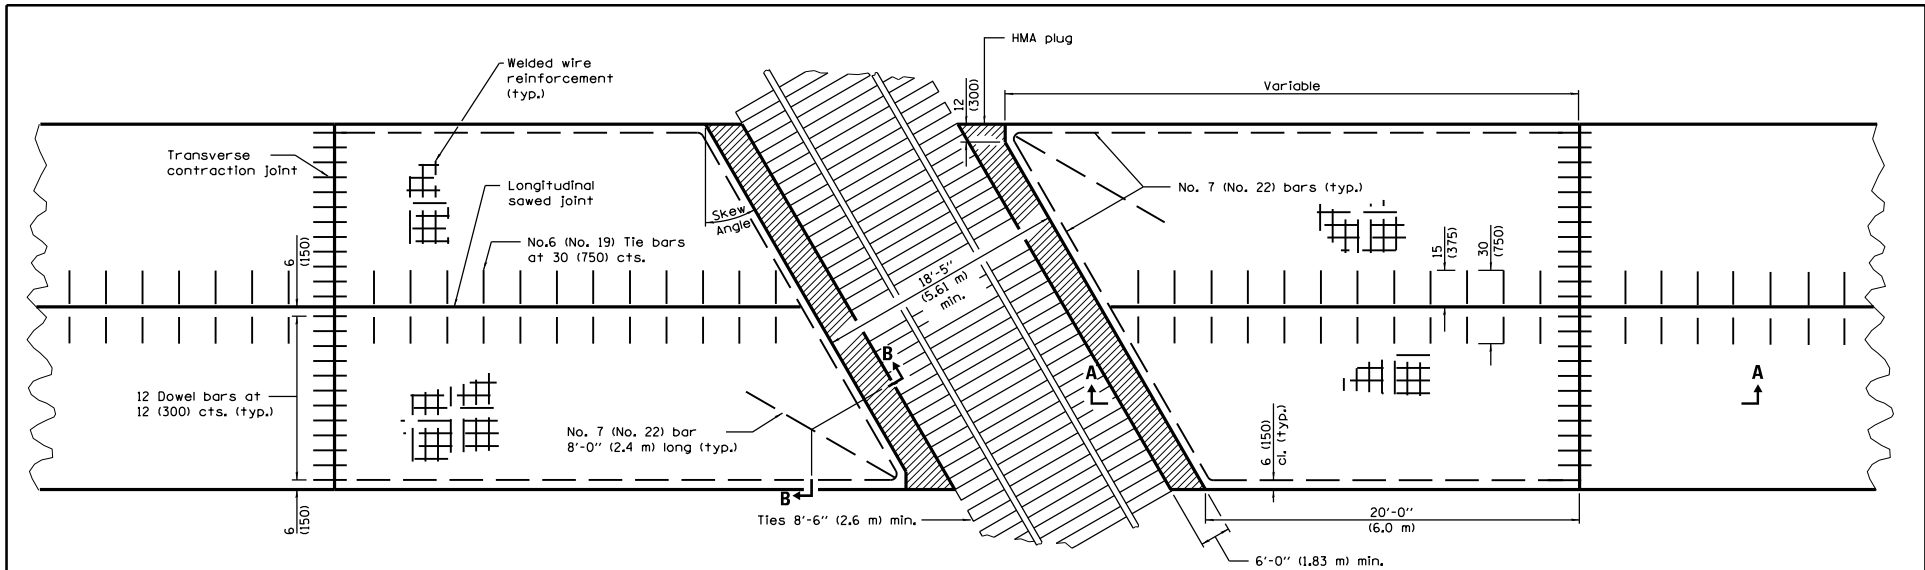 HMA plug
Welded wire
reinforcement
(typ.)
12
(300)
Variable
Transverse
contraction joint
Longitudinal
sawed joint
No. 7 (No. 22) bars (typ.)
Skew
Angle
No.6 (No. 19) Tie bars
at 30 (750) cts.
6
(150)
15
(375)
30
(750)
18'-5"
(5.61 m)
min.
B
A
A
12 Dowel bars at
12 (300) cts. (typ.)
No. 7 (No. 22) bar
8'-0" (2.4 m) long (typ.)
6 (150)
cl. (typ.)
B
6
(150)
Ties 8'-6" (2.6 m) min.
20'-0"
(6.0 m)
6'-0" (1.83 m) min.